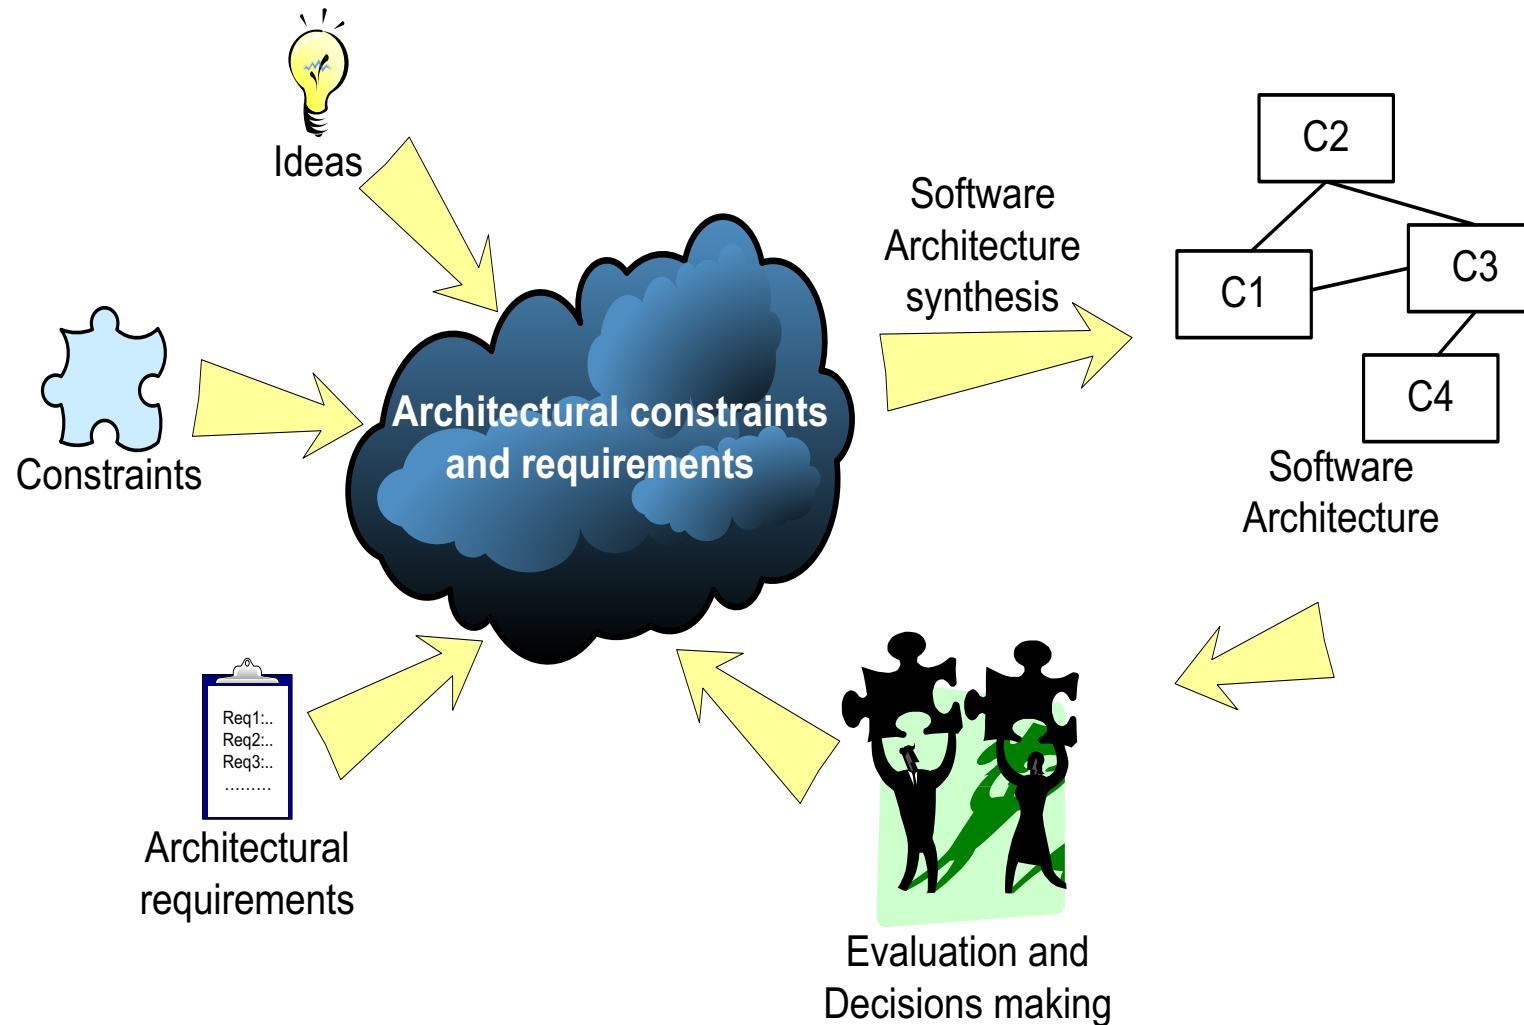 Ideas
Software
Architecture
synthesis
C2
C1
C3
C4
Software
Architecture
Constraints
Architectural constraints
and requirements
Req1:..
Req2:..
Req3:..
.........
Architectural
requirements
Evaluation and
Decisions making